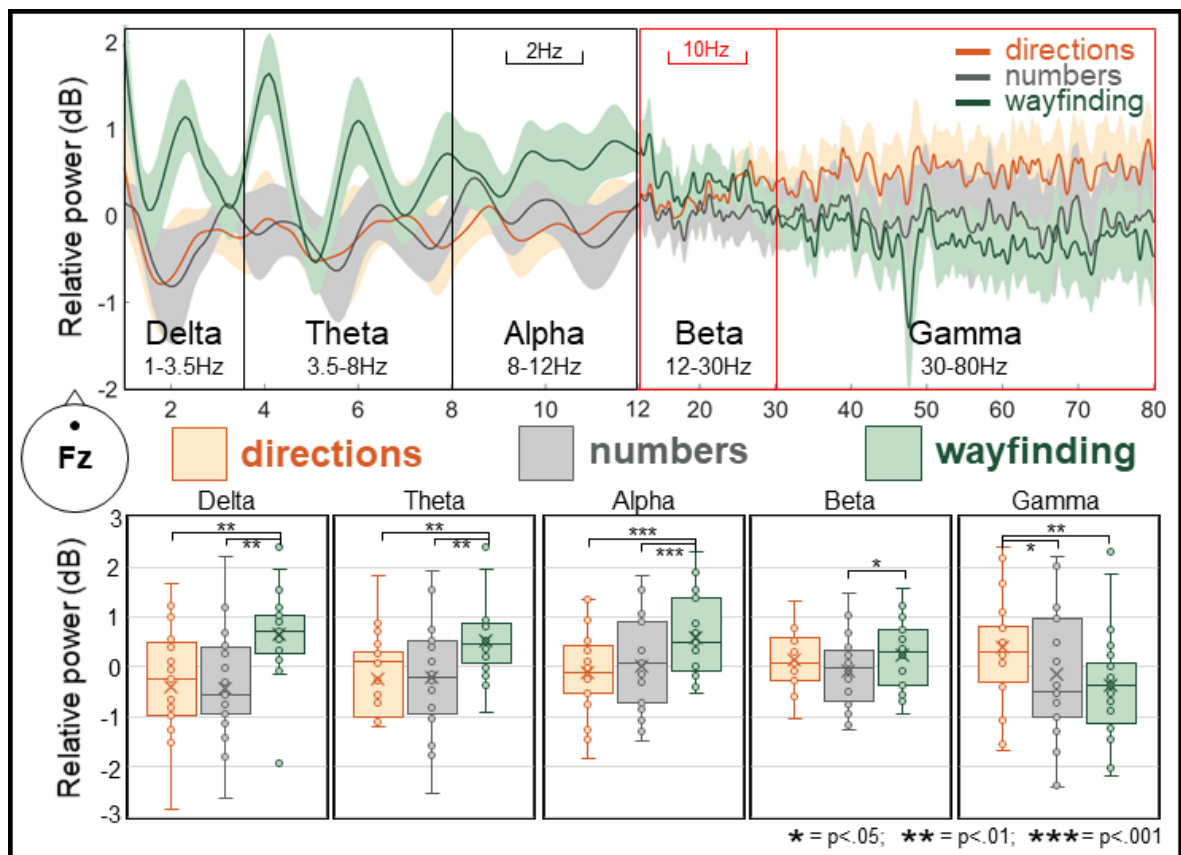 2Hz
10Hz
directions
numbers
wayfinding
Relative power (dB)
2
1
0
-1
-2
Delta
1-3.5Hz
Theta
3.5-8Hz
Alpha
8-12Hz
Beta
12-30Hz
Gamma
30-80Hz
2 4 6 8 10 12 20 30 40 50 60 70 80
Fz
directions numbers wayfinding
Delta Theta Alpha Beta Gamma
Relative power (dB)
3
2
1
0
-1
-2
-3
** **
** **
*** ***
*
** *
* = p<.05; ** = p<.01; *** = p<.001